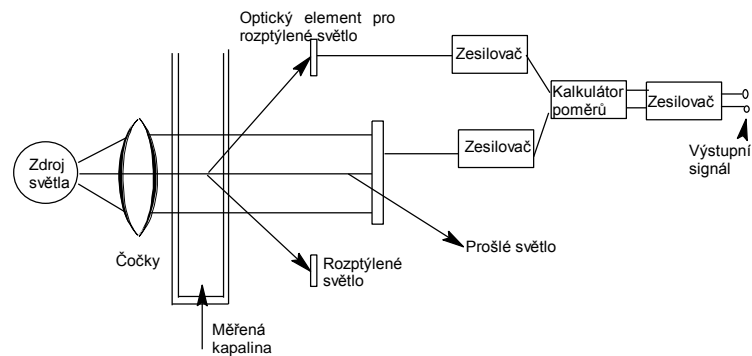 Optický element pro
rozptýlené světlo
Zesilovač
Kalkulátor
poměrů
Zesilovač
Výstupní
signál
Zesilovač
Zdroj
světla
Čočky
Rozptýlené
světlo
Prošlé světlo
Měřená
kapalina